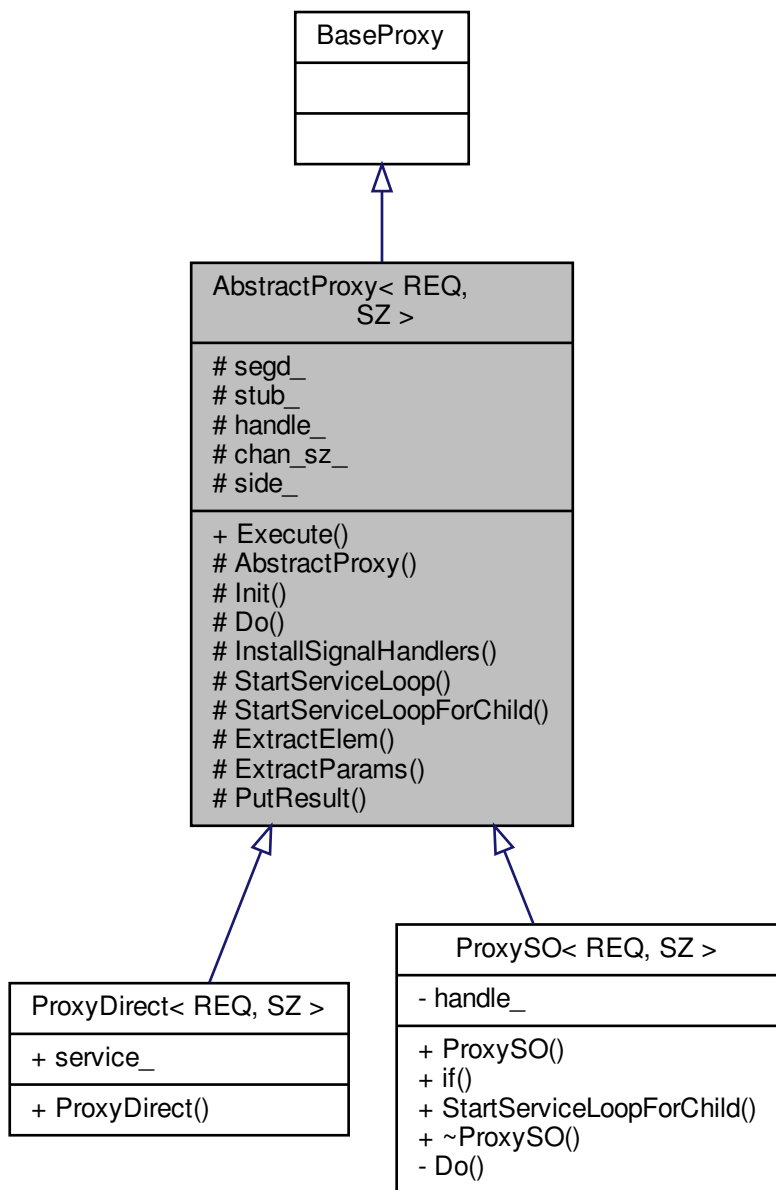 BaseProxy
AbstractProxy< REQ,
SZ >
# segd_
# stub_
# handle_
# chan_sz_
# side_
+ Execute()
# AbstractProxy()
# Init()
# Do()
# InstallSignalHandlers()
# StartServiceLoop()
# StartServiceLoopForChild()
# ExtractElem()
# ExtractParams()
# PutResult()
ProxyDirect< REQ, SZ >
+ service_
+ ProxyDirect()
ProxySO< REQ, SZ >
- handle_
+ ProxySO()
+ if()
+ StartServiceLoopForChild()
+ ~ProxySO()
- Do()